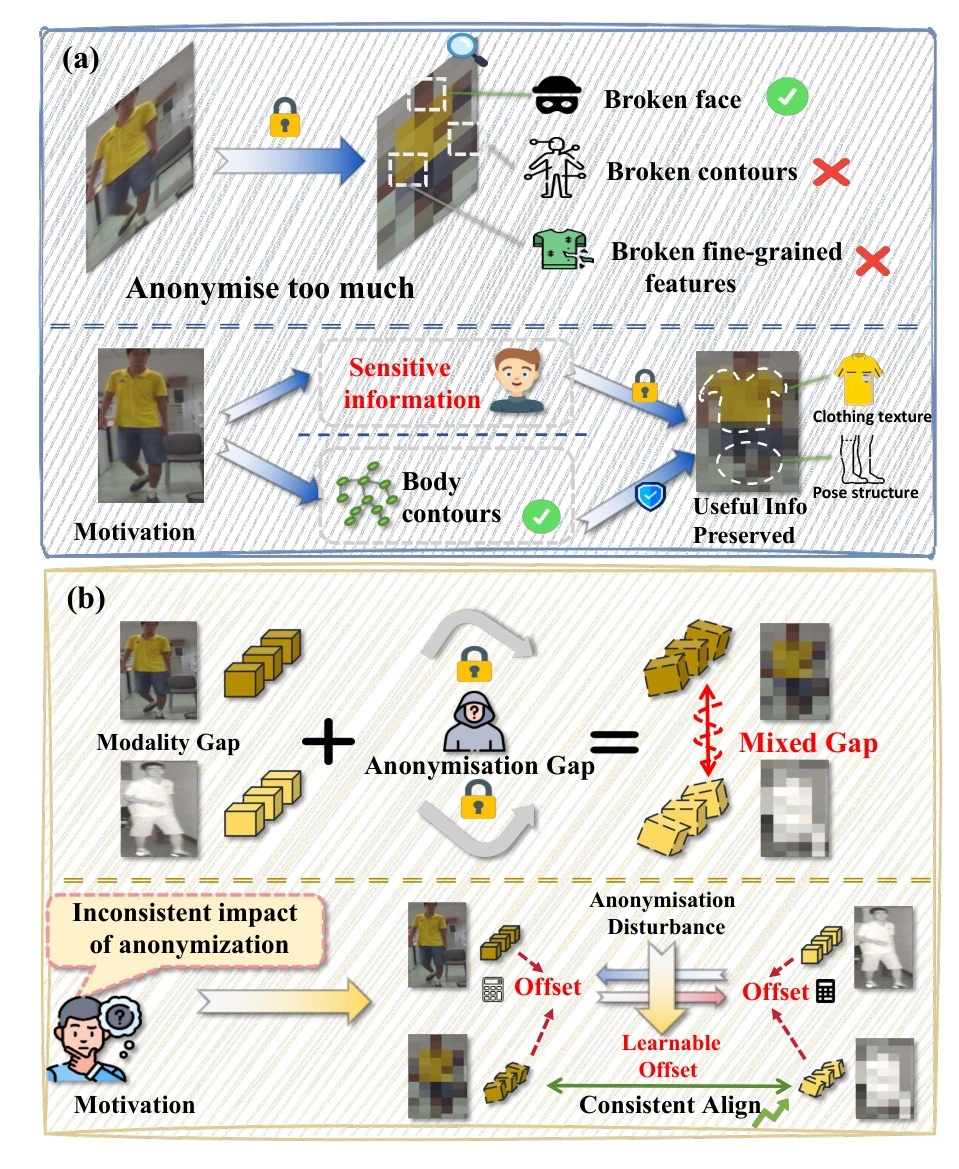 (a)
Broken face
Broken contours
Broken fine-grained
features
Anonymise too much
Sensitive
information
Body
contours
Motivation
Clothing texture
Pose structure
Useful Info
Preserved
(b)
Modality Gap
Anonymisation Gap
Mixed Gap
Inconsistent impact
of anonymization
Motivation
Anonymisation
Disturbance
Offset
Offset
Learnable
Offset
Consistent Align